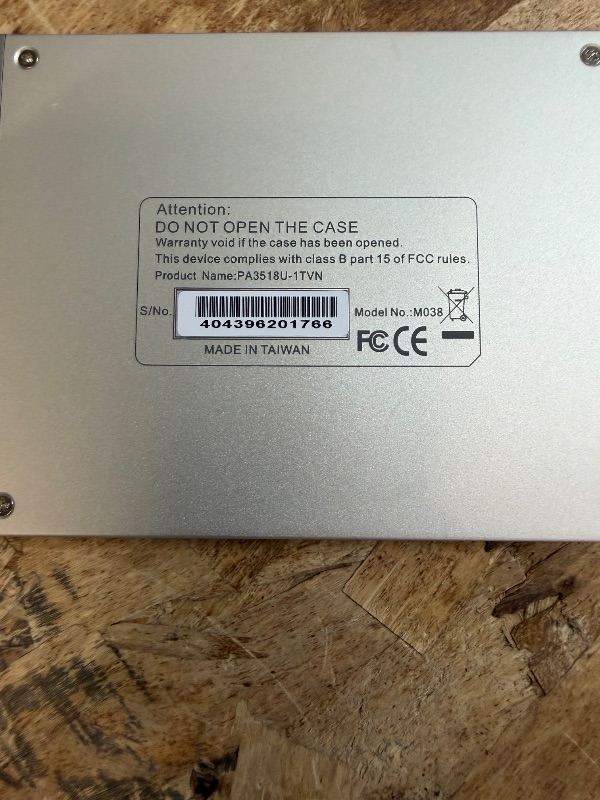 Attention:
DO NOT OPEN THE CASE
Warranty void if the case has been opened.
This device complies with class B part 15 of FCC rules.
Product Name:PA3518U-1TVN
S/No.
404396201766
Model No.:M038
MADE IN TAIWAN
FC CE